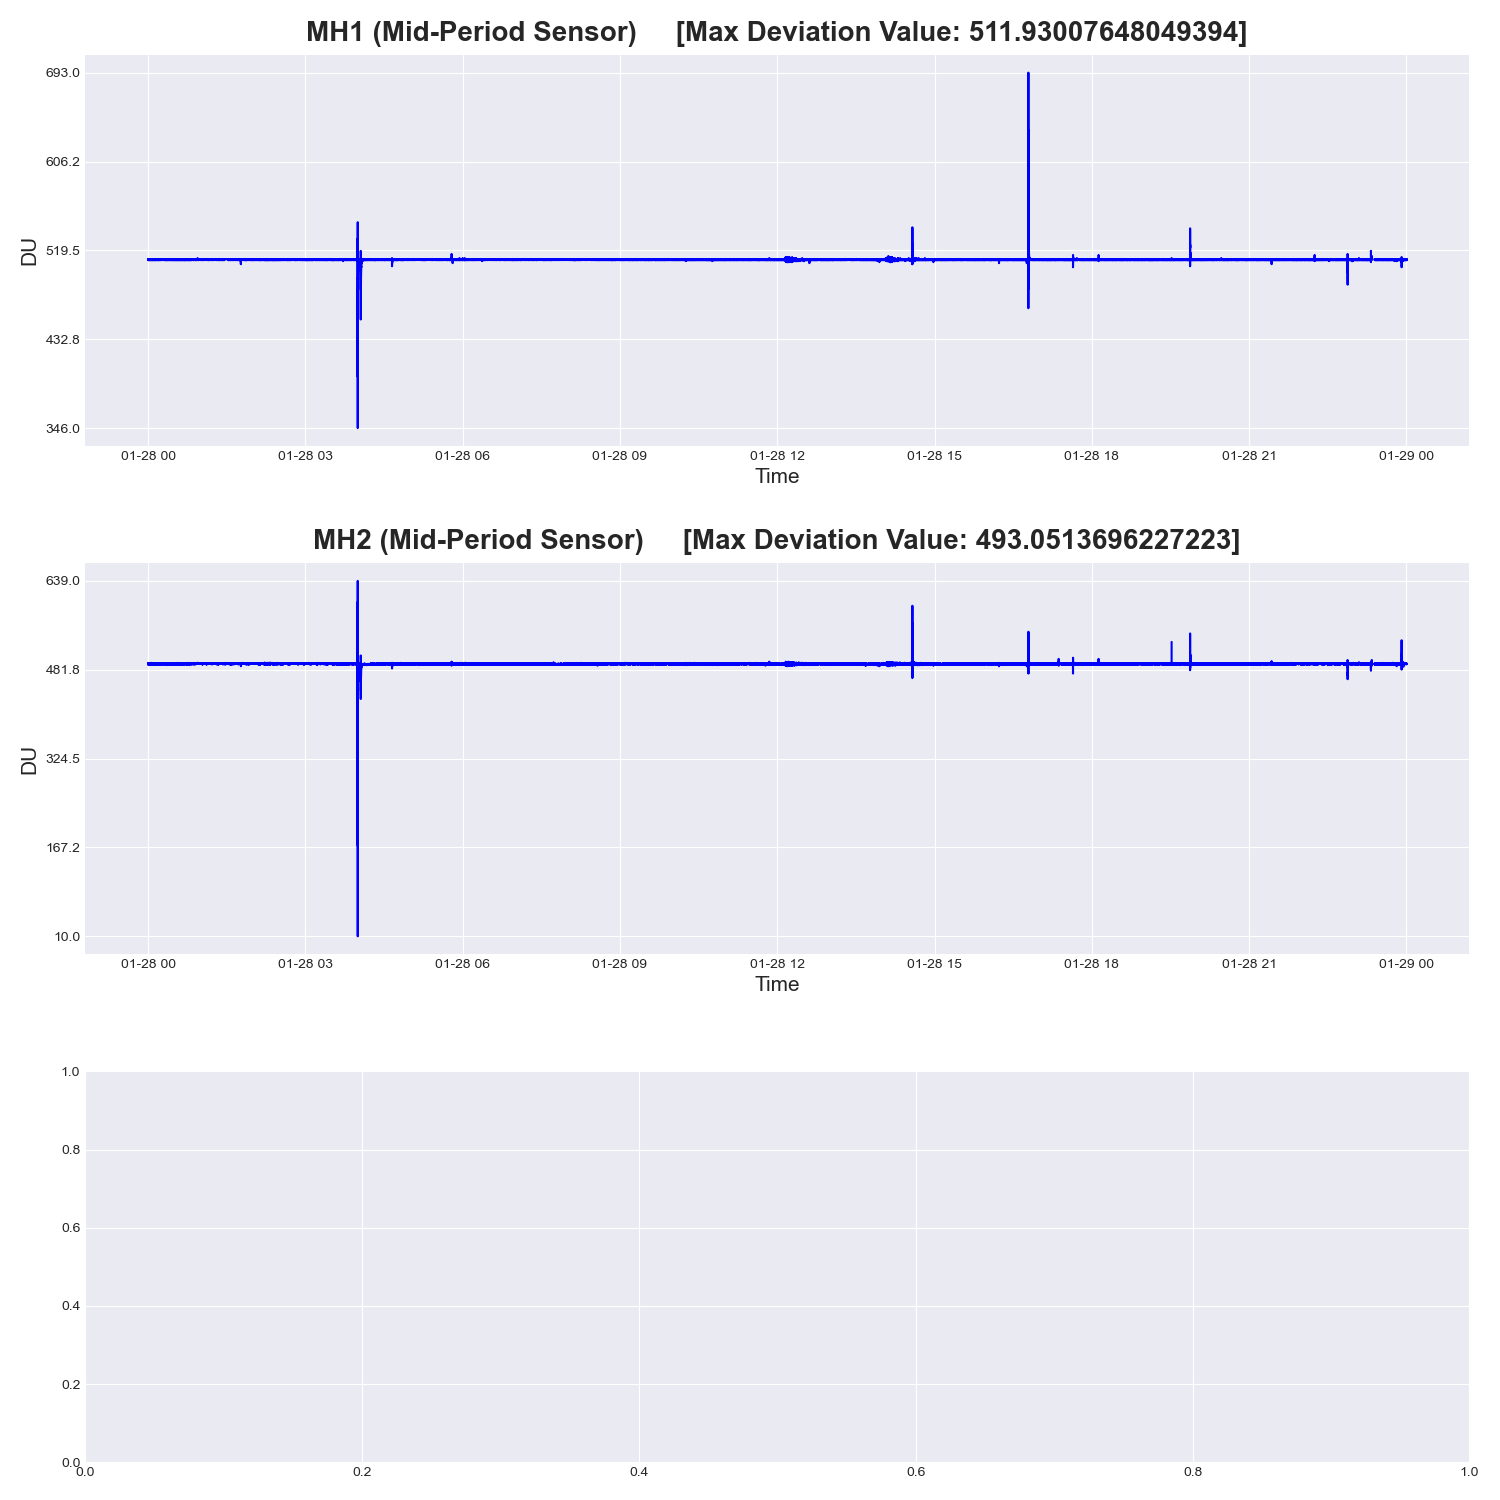 MH1 (Mid-Period Sensor) [Max Deviation Value: 511.93007648049394]
693.0
606.2
519.5
432.8
346.0
DU
01-28 00 01-28 03 01-28 06 01-28 09 01-28 12 01-28 15 01-28 18 01-28 21 01-29 00
Time
MH2 (Mid-Period Sensor) [Max Deviation Value: 493.0513696227223]
639.0
481.8
324.5
167.2
10.0
DU
01-28 00 01-28 03 01-28 06 01-28 09 01-28 12 01-28 15 01-28 18 01-28 21 01-29 00
Time
1.0
0.8
0.6
0.4
0.2
0.0
0.0 0.2 0.4 0.6 0.8 1.0